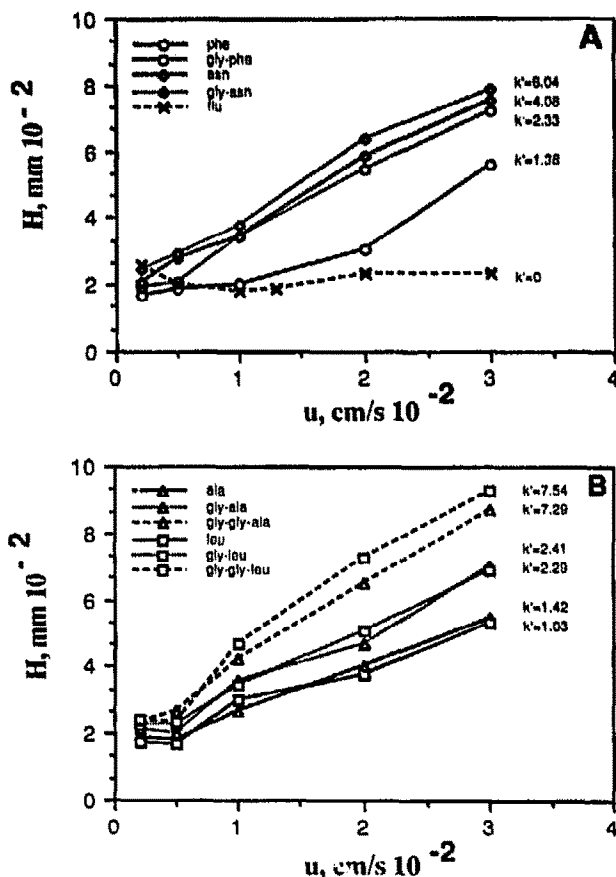 A
H, mm 10 -2
10
8
6
4
2
0
phe
gly-phe
asn
gly-asn
flu
k'=6.04
k'=4.08
k'=2.33
k'=1.38
k'=0
0 1 2 3 4
u, cm/s 10 -2
B
H, mm 10 -2
10
8
6
4
2
0
ala
gly-ala
gly-gly-ala
leu
gly-leu
gly-gly-leu
k'=7.54
k'=7.29
k'=2.41
k'=2.29
k'=1.42
k'=1.03
0 1 2 3 4
u, cm/s 10 -2